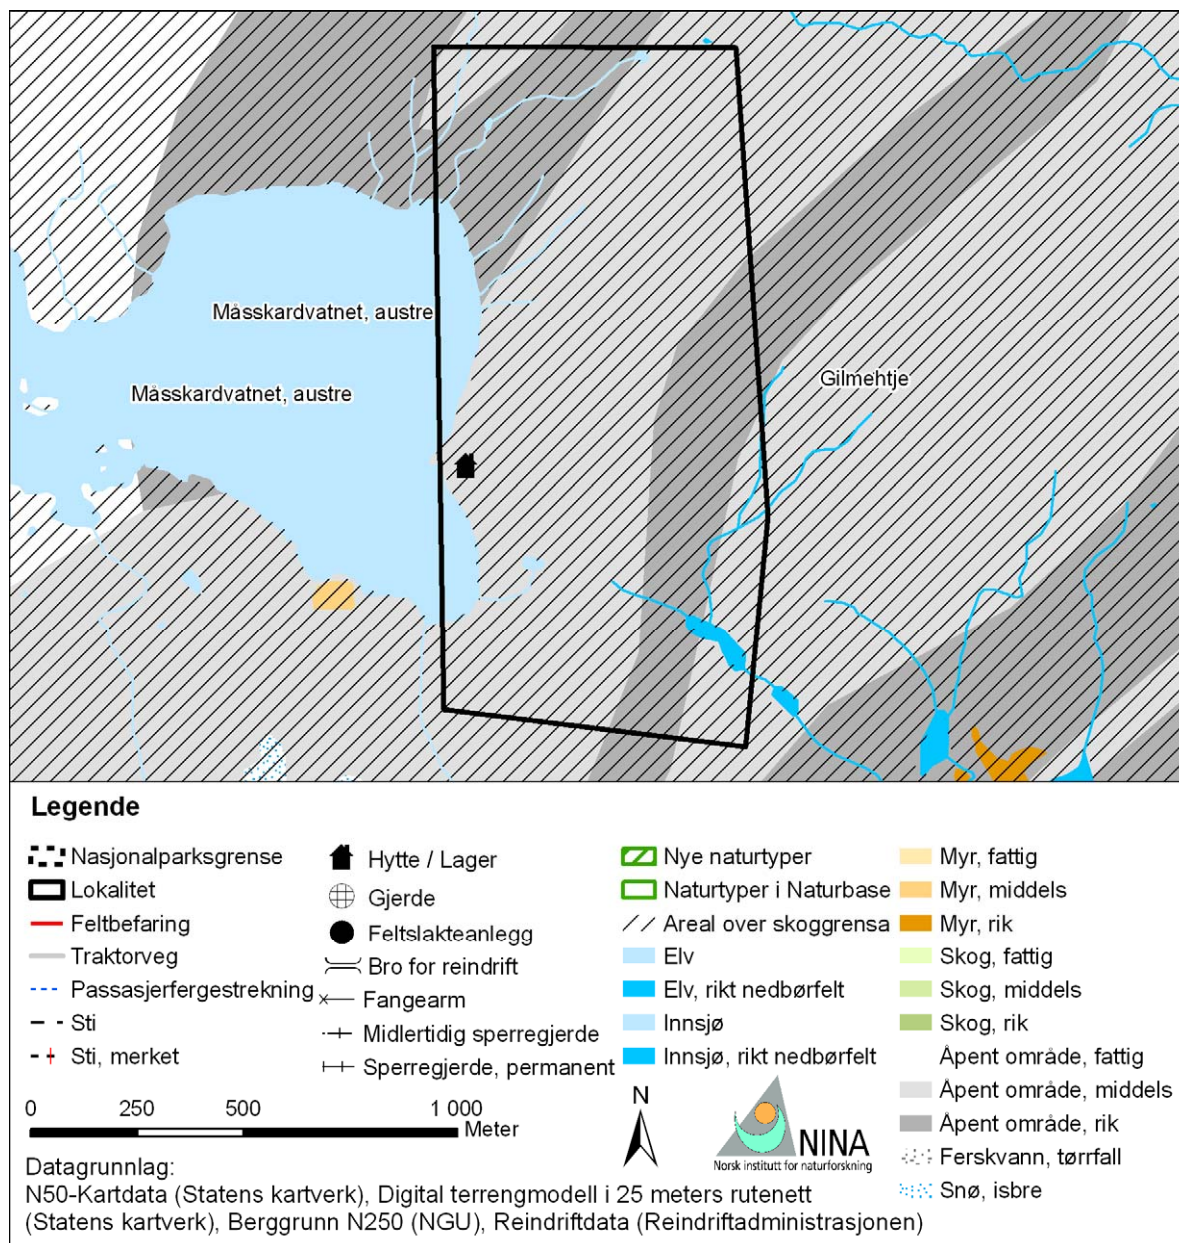 Måsskardvatnet, austre
Gilmehtje
Måsskardvatnet, austre
Legende
Nasjonalparksgrense
Lokalitet
Feltbefaring
Traktorveg
Passasjerfergestrekning
Sti
Sti, merket
Hytte / Lager
Gjerde
Feltslakteanlegg
Bro for reindrift
Fangearm
Midlertidig sperregjerde
Sperregjerde, permanent
Nye naturtyper
Naturtyper i Naturbase
Areal over skoggrensa
Elv
Elv, rikt nedbørfelt
Innsjø
Innsjø, rikt nedbørfelt
Myr, fattig
Myr, middels
Myr, rik
Skog, fattig
Skog, middels
Skog, rik
Åpent område, fattig
Åpent område, middels
Åpent område, rik
Ferskvann, tørrfall
Snø, isbre
0 250 500 1 000
Meter
N
NINA
Norsk institutt for naturforskning
Datagrunnlag:
N50-Kartdata (Statens kartverk), Digital terrengmodell i 25 meters rutenett
(Statens kartverk), Berggrunn N250 (NGU), Reindriftdata (Reindriftadministrasjonen)